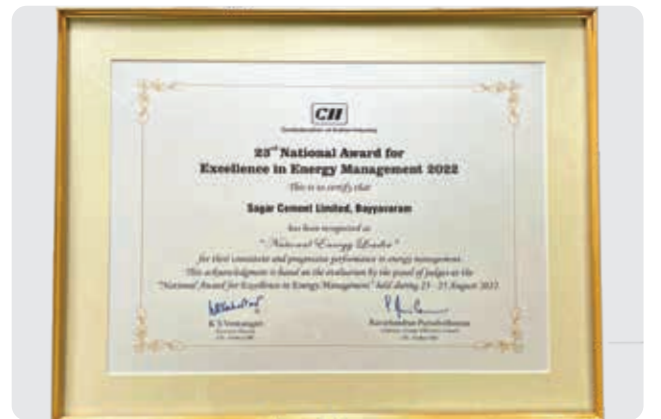 CII
Confederation of Indian Industry
23rd National Award for
Excellence in Energy Management 2022
This is to certify that
Sagar Cement Limited, Bayyavaram
has been recognized as
"National Energy Leader"
for their consistent and progressive performance in energy management.
This acknowledgment is based on the evaluation by the panel of judges at the
"National Award for Excellence in Energy Management" held during 23 - 25 August 2022.
K S Venkatagiri
Ravichandran Purushothaman